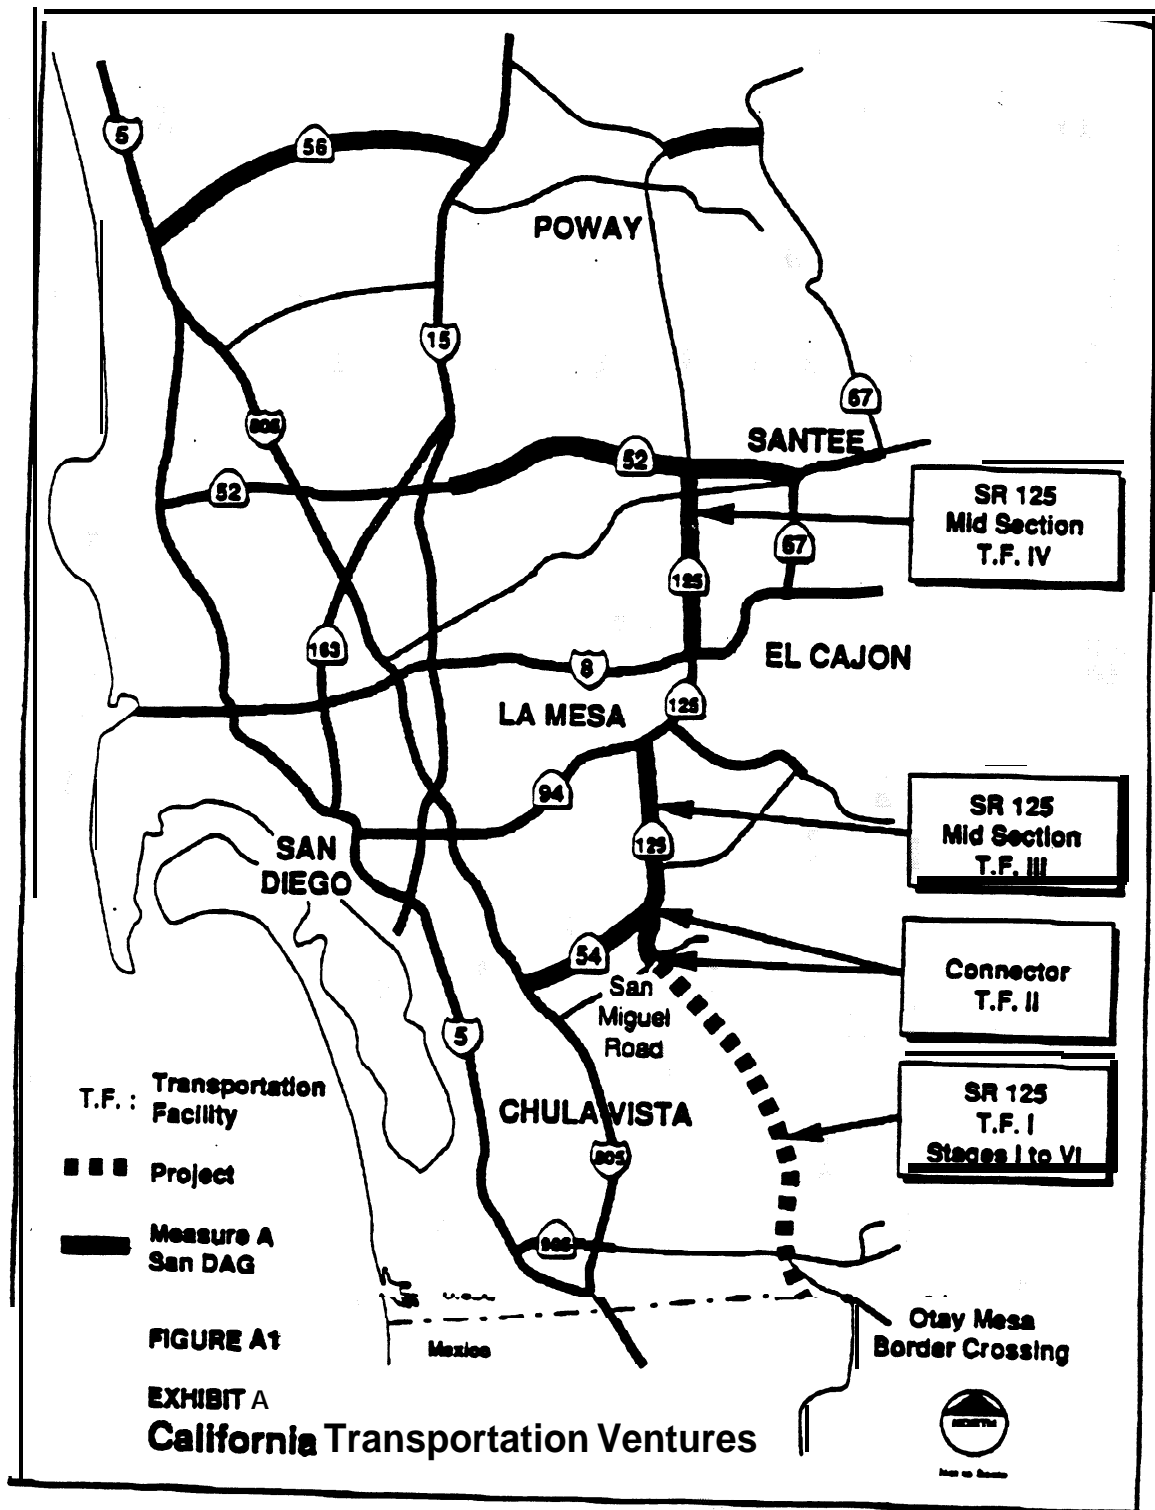 5
56
POWAY
15
67
805
SANTEE
52
52
SR 125
Mid Section
T.F. IV
67
125
163
8
EL CAJON
125
LA MESA
94
SR 125
Mid Section
T.F. III
125
SAN
DIEGO
54
Connector
T.F. II
San
Miguel
Road
5
SR 125
T.F. I
Stages I to VI
T.F. : Transportation
Facility
CHULA VISTA
805
Project
Measure A
San DAG
905
Otay Mesa
Border Crossing
FIGURE A1
Mexico
EXHIBIT A
NORTH
California Transportation Ventures